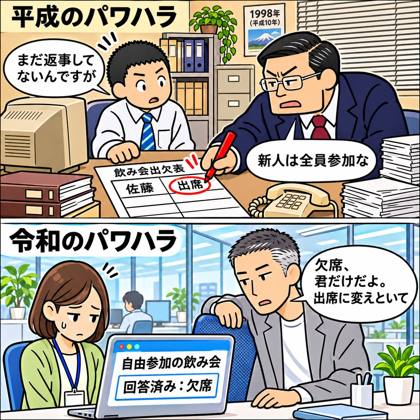 平成のパワハラ
1998年
(平成10年)
まだ返事して
ないんですが
飲み会出欠表
佐藤 出席
新人は全員参加な
令和のパワハラ
欠席、
君だけだよ。
出席に変えといて
自由参加の飲み会
回答済み：欠席